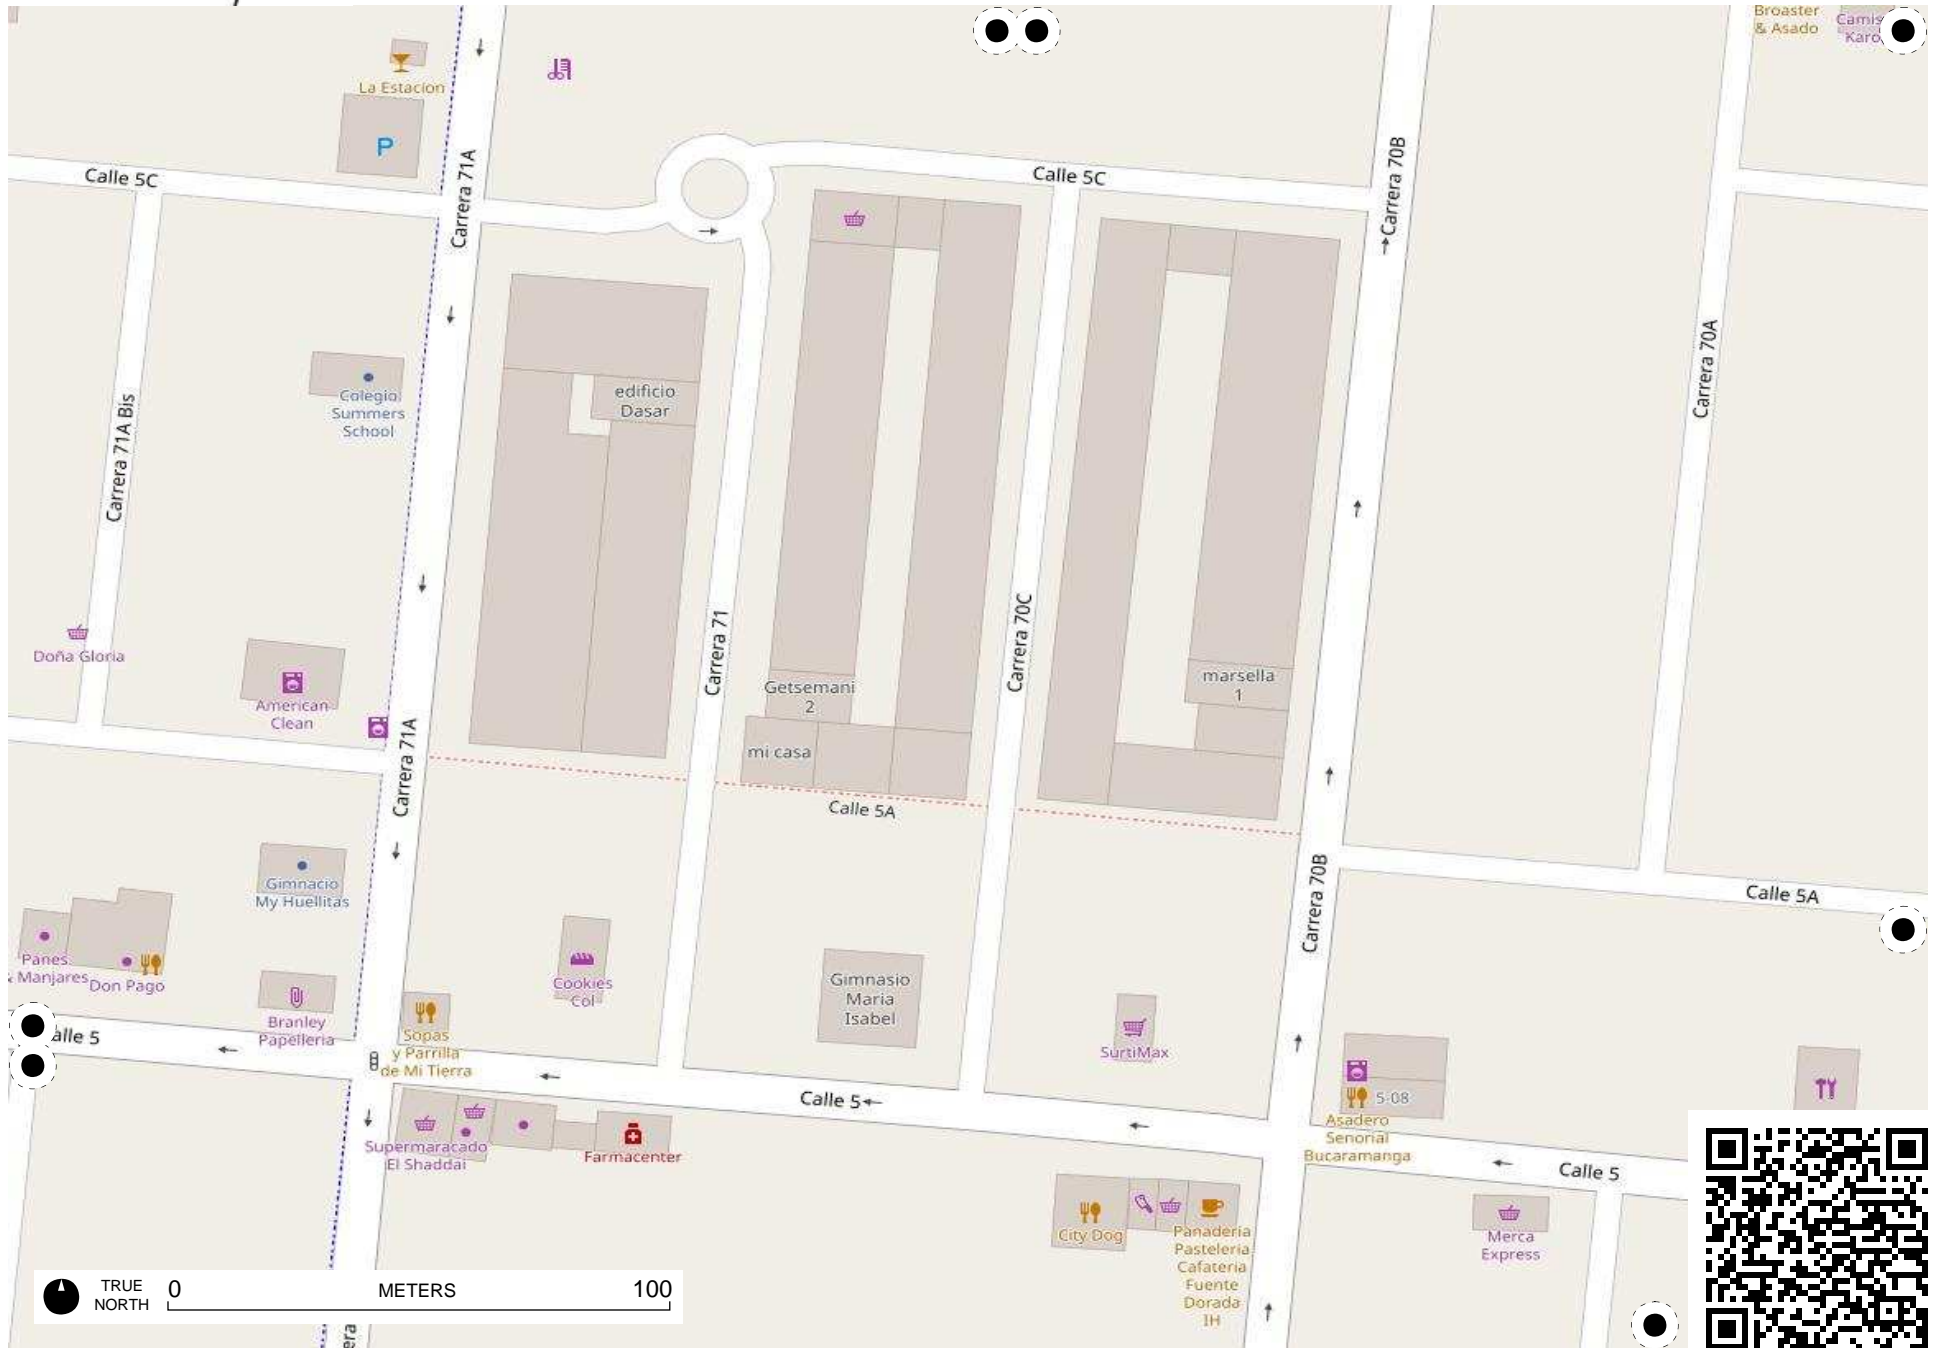 Broaster
& Asado
La Estacion
P
Calle 5C
Calle 5C
Carrera 71A
Carrera 70B
Carrera 70A
Colegio
Summers
School
edificio
Dasar
Carrera 71A Bis
Doña Gloria
American
Clean
Carrera 71A
Carrera 71
Carrera 70C
Getsemani
2
mi casa
marsella
1
Calle 5A
Carrera 70B
Calle 5A
Gimnacio
My Huellitas
Panes
& Manjares
Don Pago
Branley
Papelleria
Sopas
y Parrilla
de Mi Tierra
Cookies
Col
Gimnasio
Maria
Isabel
SurtiMax
5-08
Asadero
Senorial
Bucaramanga
alle 5
Calle 5
Calle 5
Supermaracado
El Shaddai
Farmacenter
City Dog
Panaderia
Pasteleria
Cafateria
Fuente
Dorada
IH
Merca
Express
TRUE
NORTH
0 METERS 100